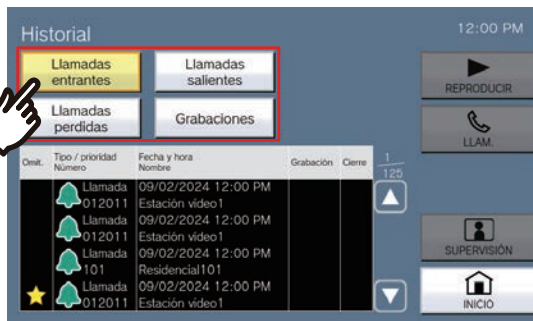 Historial
12:00 PM
Llamadas
entrantes
Llamadas
salientes
Llamadas
perdidas
Grabaciones
REPRODUCIR
LLAM.
Omit.
Tipo / prioridad
Número
Fecha y hora
Nombre
Grabación
Cierre
1
125
Llamada 09/02/2024 12:00 PM
012011 Estación vídeo1
Llamada 09/02/2024 12:00 PM
012011 Estación vídeo1
Llamada 09/02/2024 12:00 PM
101 Residencial101
Llamada 09/02/2024 12:00 PM
012011 Estación vídeo1
SUPERVISIÓN
INICIO